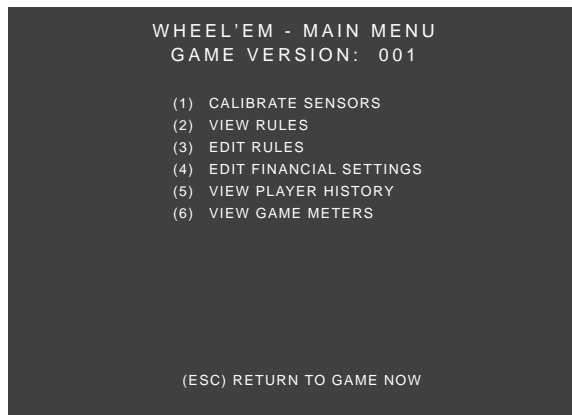 WHEEL'EM - MAIN MENU
GAME VERSION: 001
(1) CALIBRATE SENSORS
(2) VIEW RULES
(3) EDIT RULES
(4) EDIT FINANCIAL SETTINGS
(5) VIEW PLAYER HISTORY
(6) VIEW GAME METERS
(ESC) RETURN TO GAME NOW